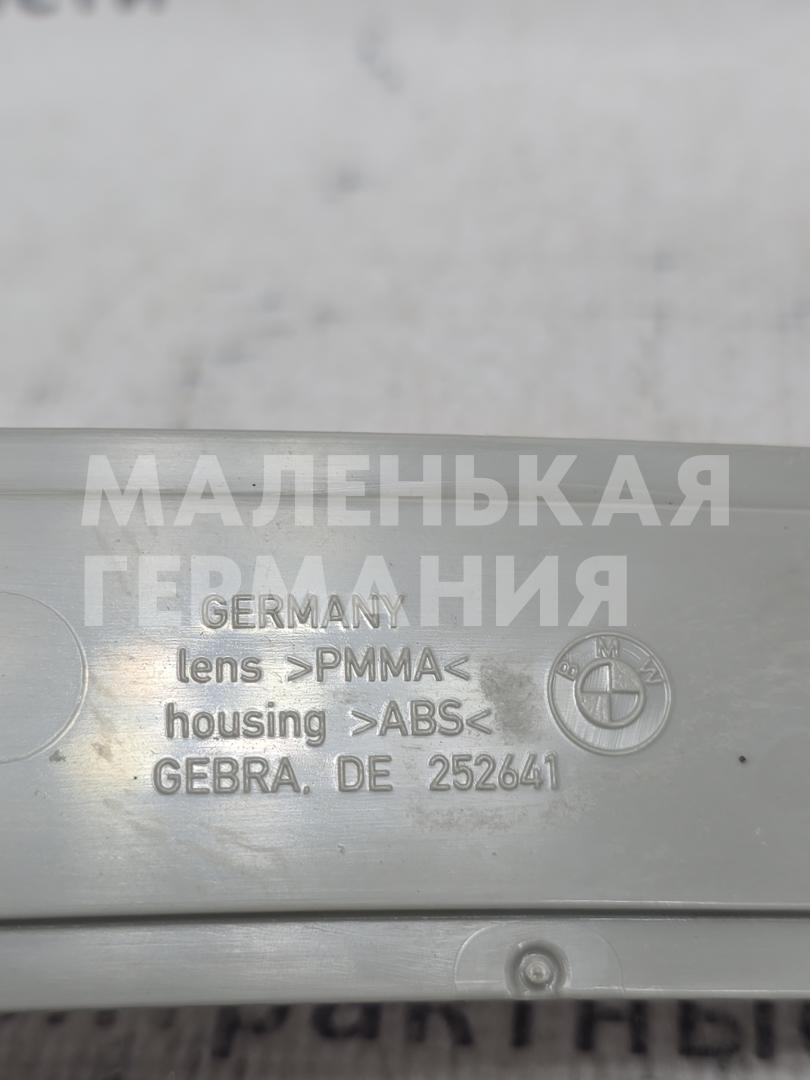 МАЛЕНЬКАЯ
ГЕРМАНИЯ
GERMANY
lens >PMMA<
housing >ABS<
GEBRA. DE 252641
BMW